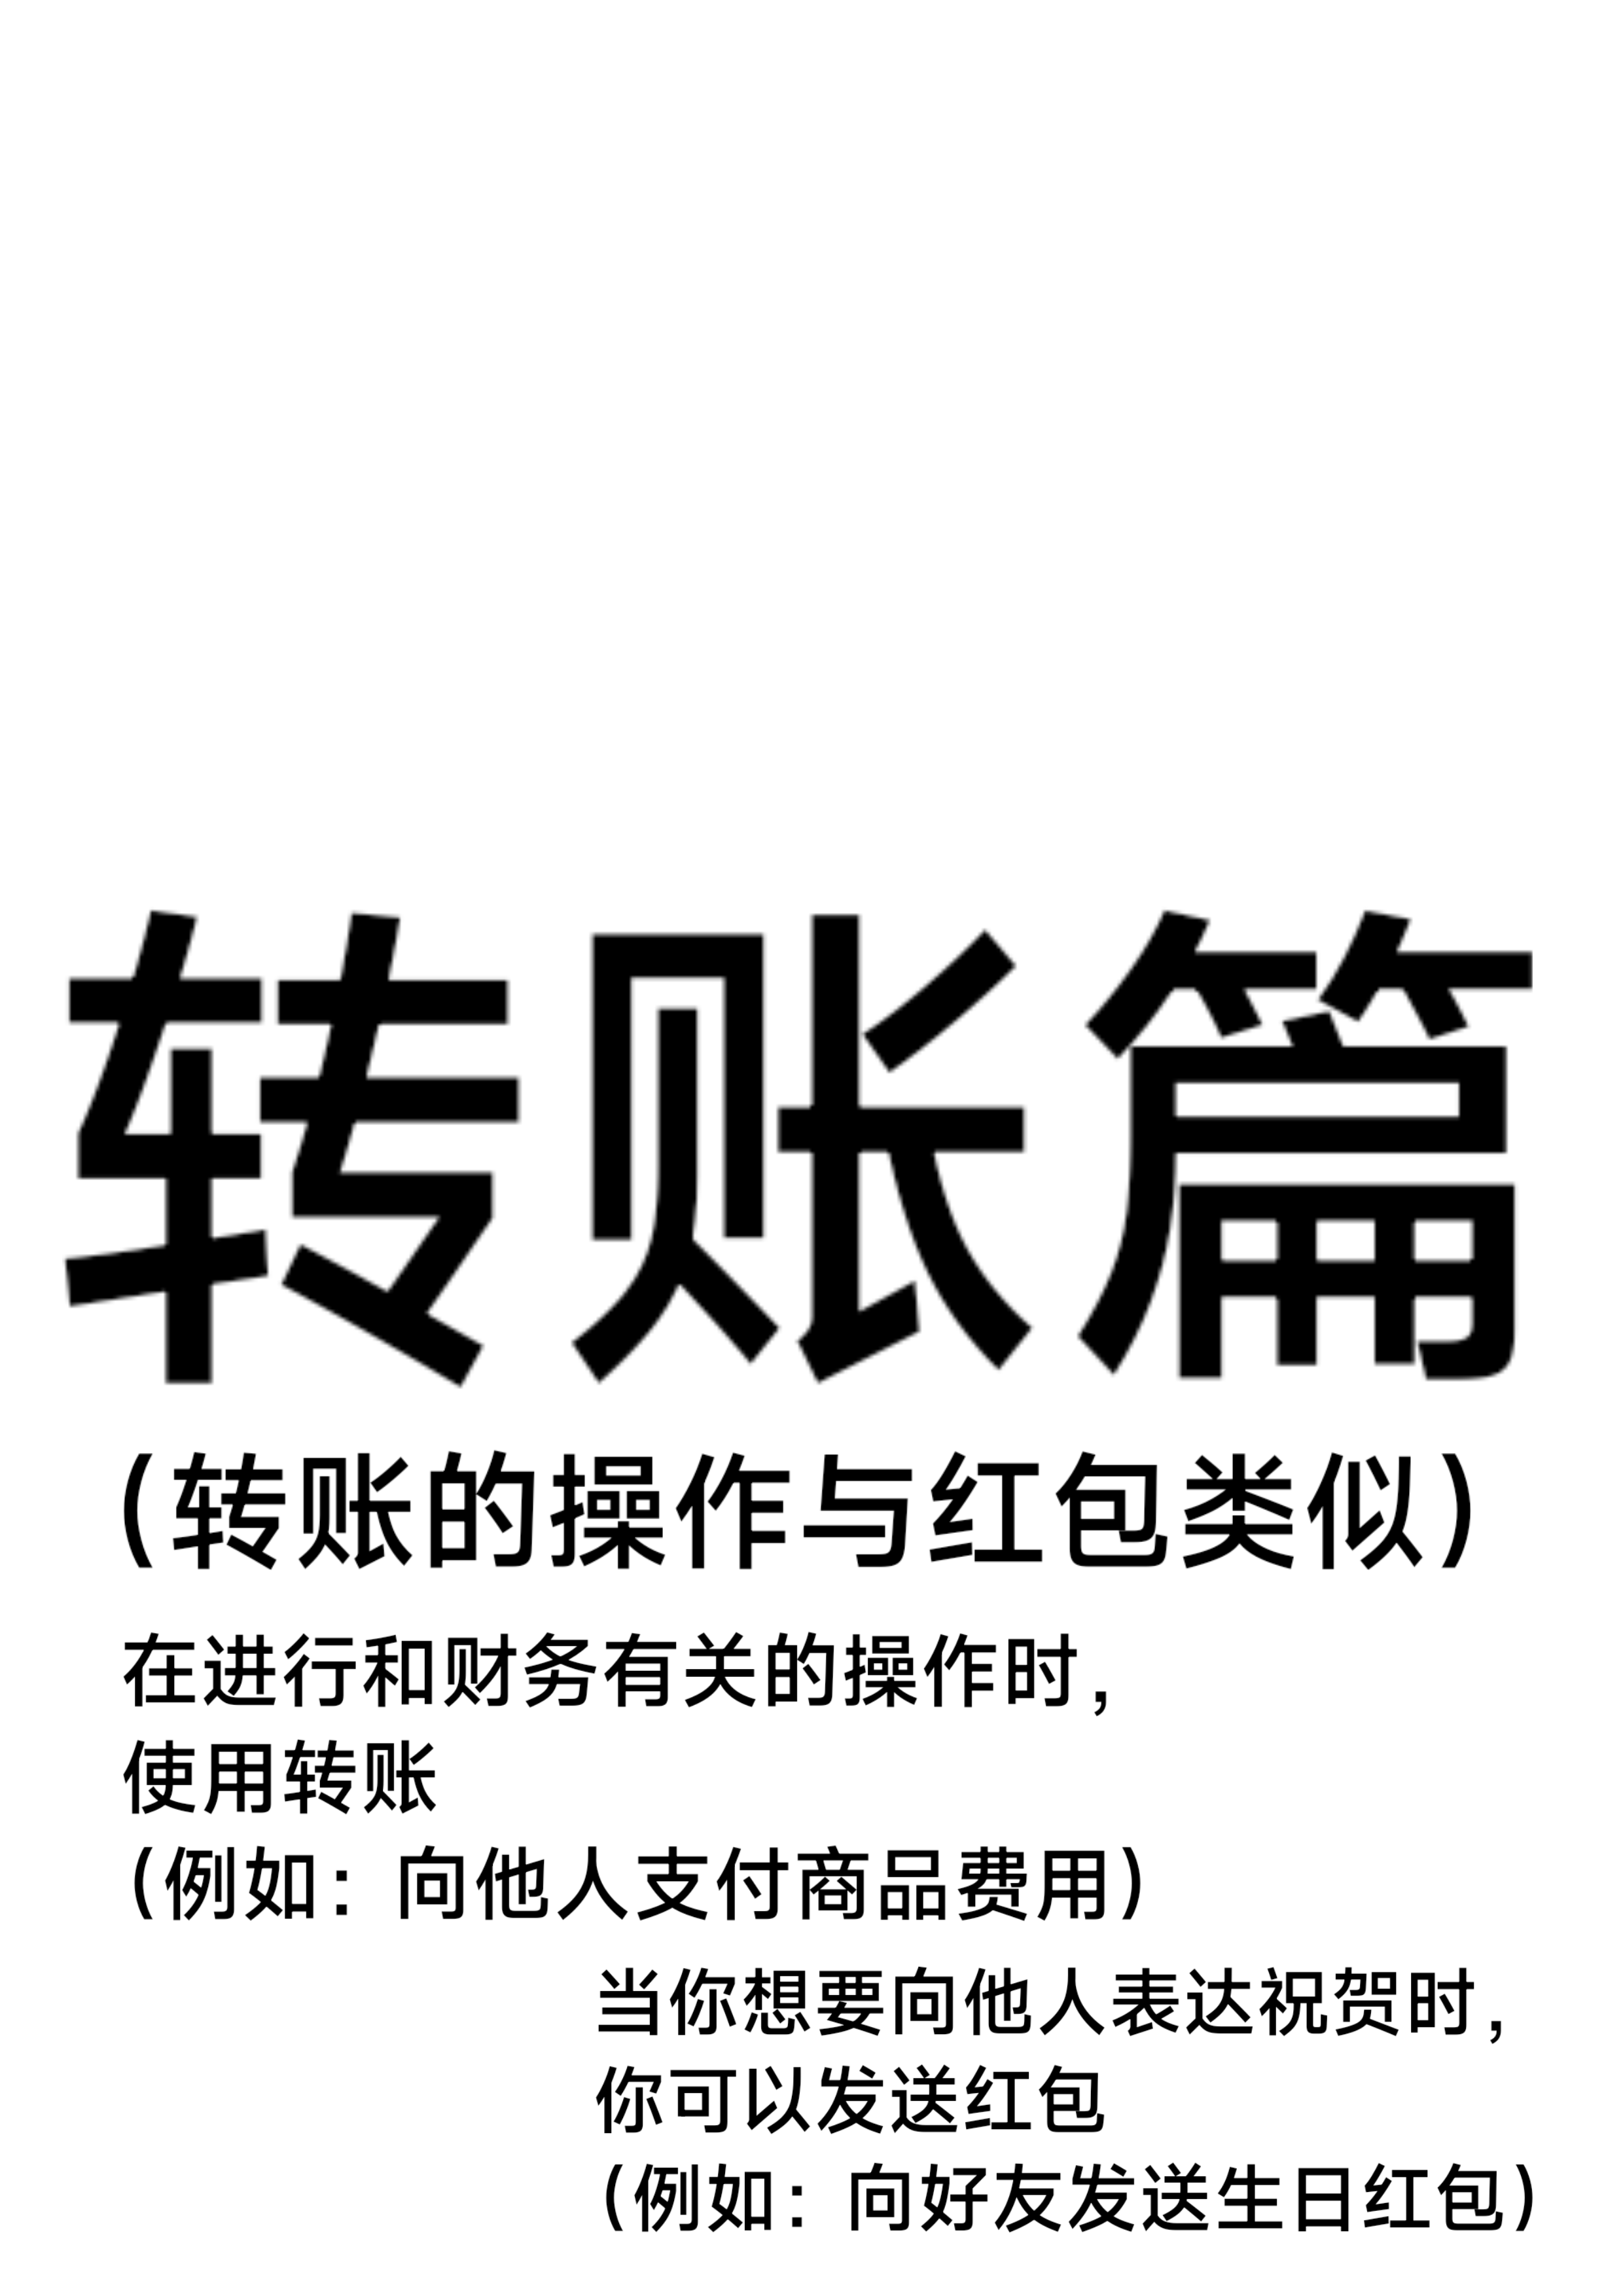 转账篇
（转账的操作与红包类似）
在进行和账务有关的操作时，
使用转账
（例如：向他人支付商品费用）
当你想要向他人表达祝贺时，
你可以发送红包
（例如：向好友发送生日红包）